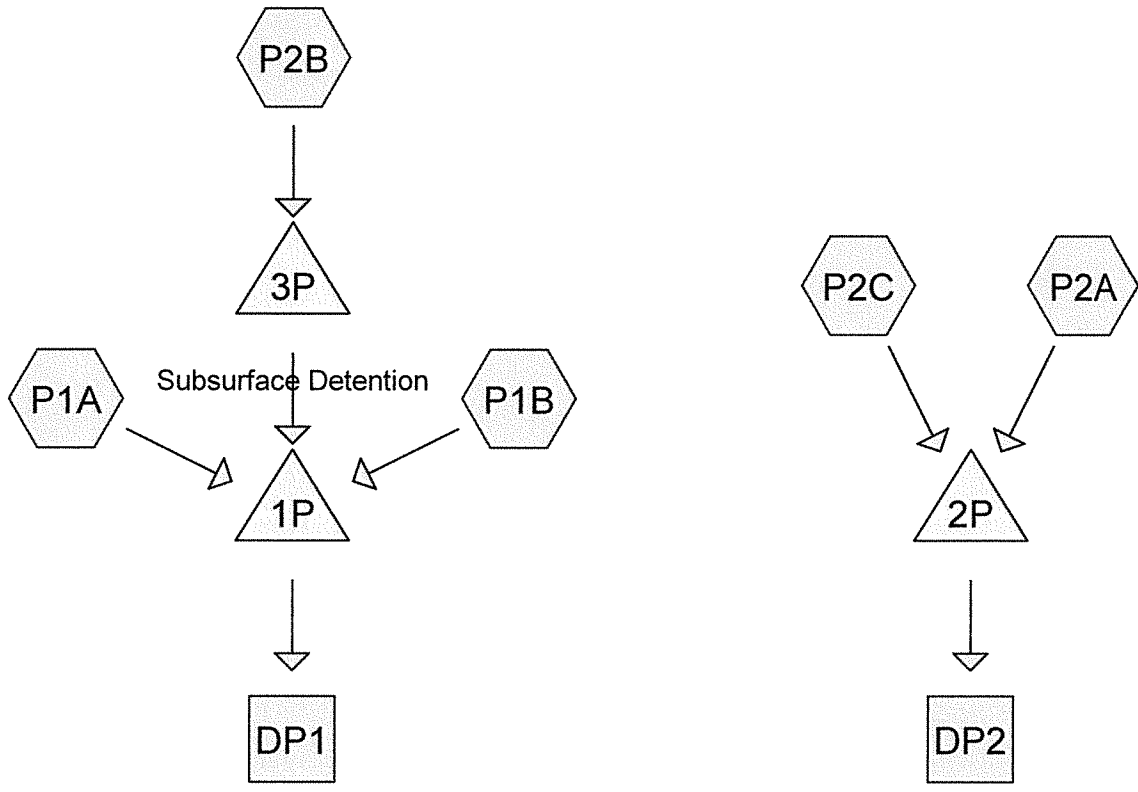 P2B
3P
P2C
P2A
Subsurface Detention
P1A
P1B
1P
2P
DP1
DP2